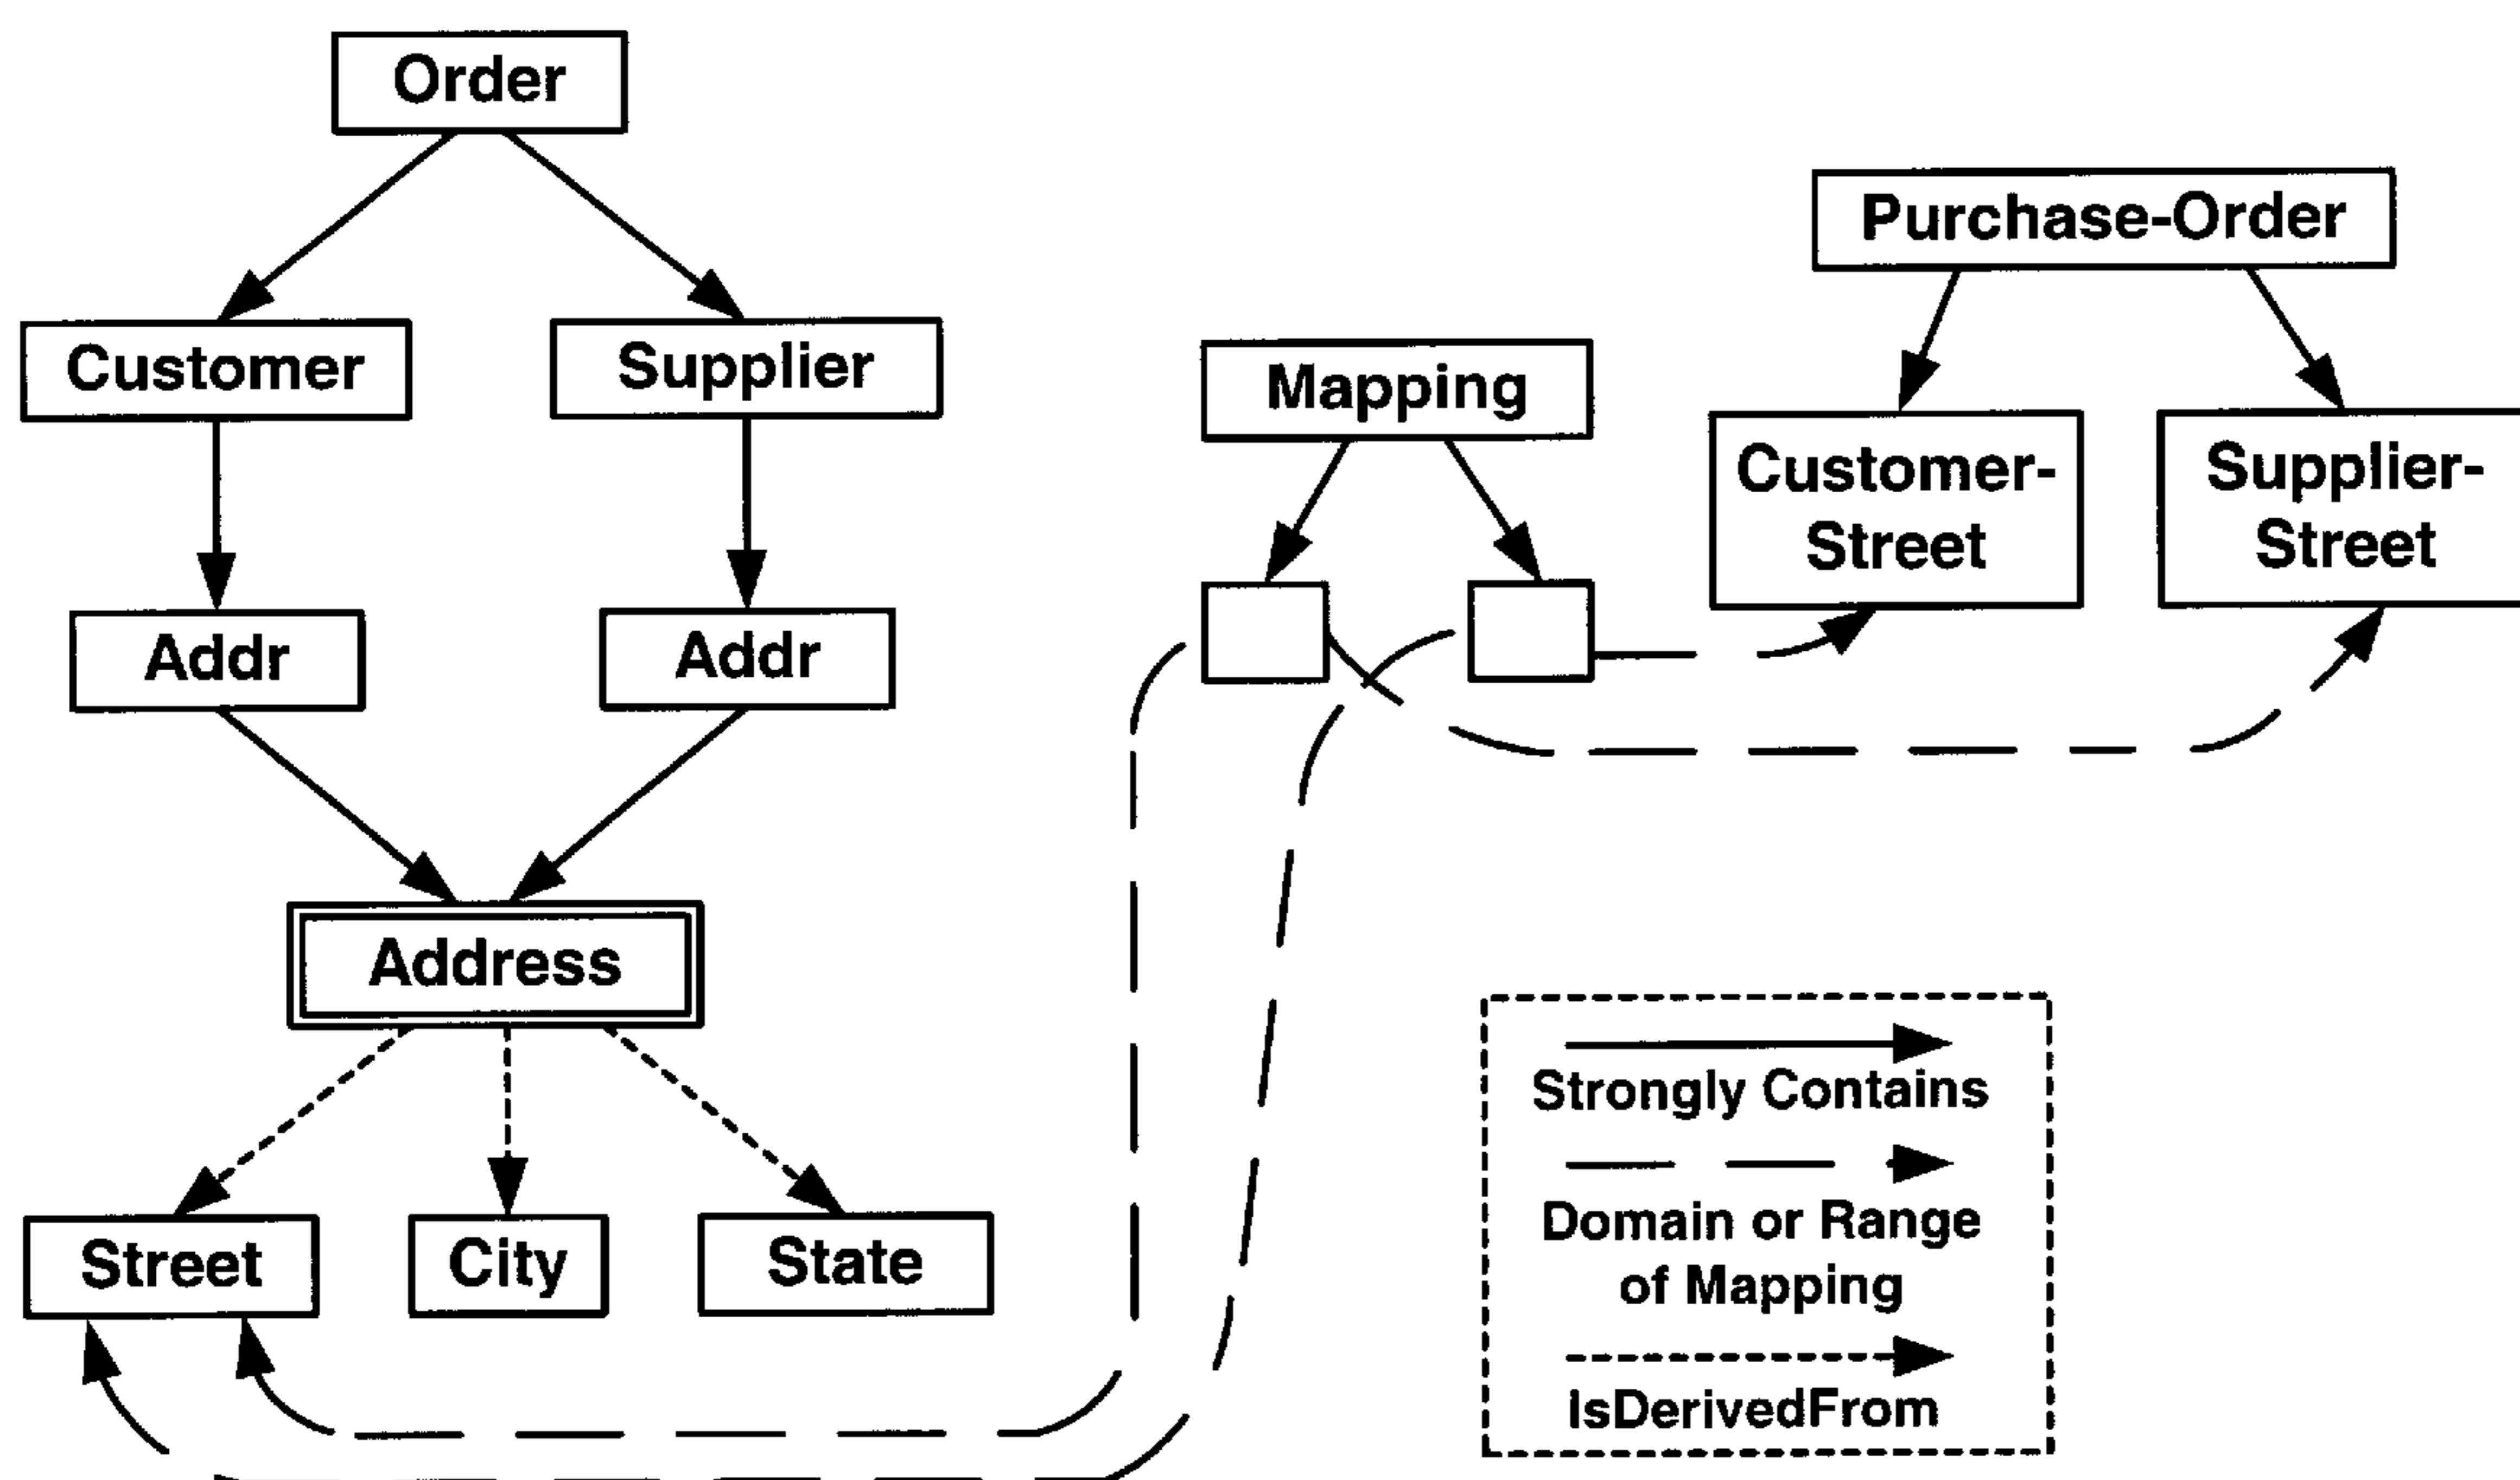 Order
Purchase-Order
Customer
Supplier
Mapping
Customer-
Street
Supplier-
Street
Addr
Addr
Address
Street
City
State
Strongly Contains
Domain or Range
of Mapping
IsDerivedFrom